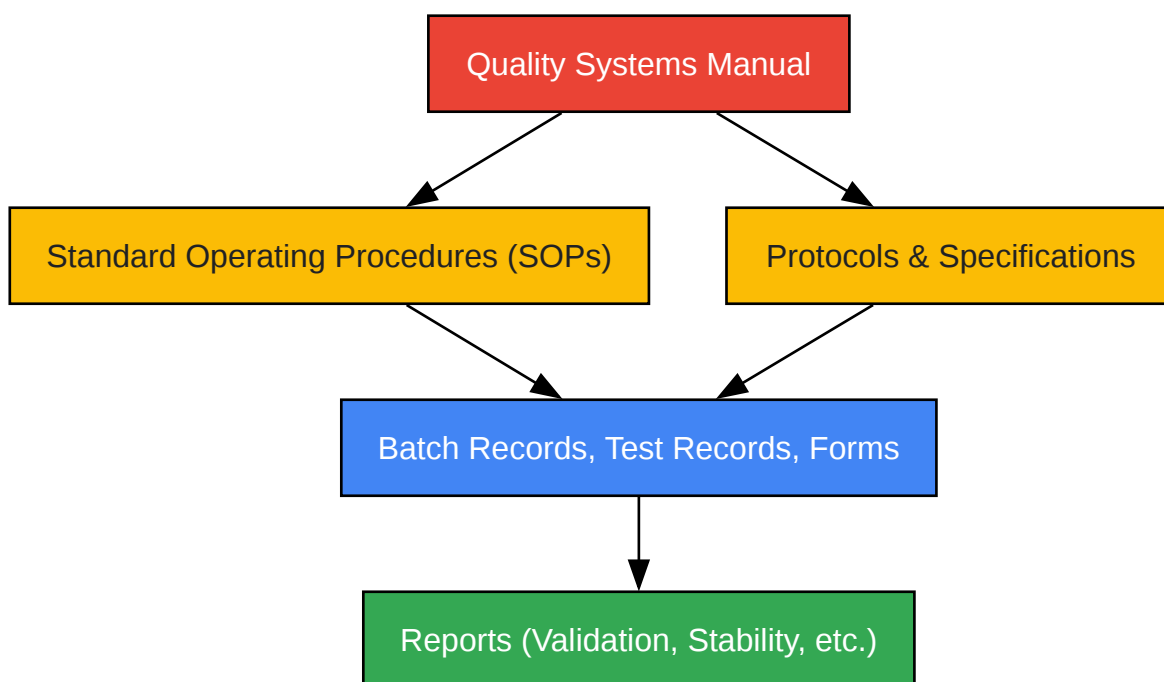 Quality Systems Manual
Standard Operating Procedures (SOPs)
Protocols & Specifications
Batch Records, Test Records, Forms
Reports (Validation, Stability, etc.)